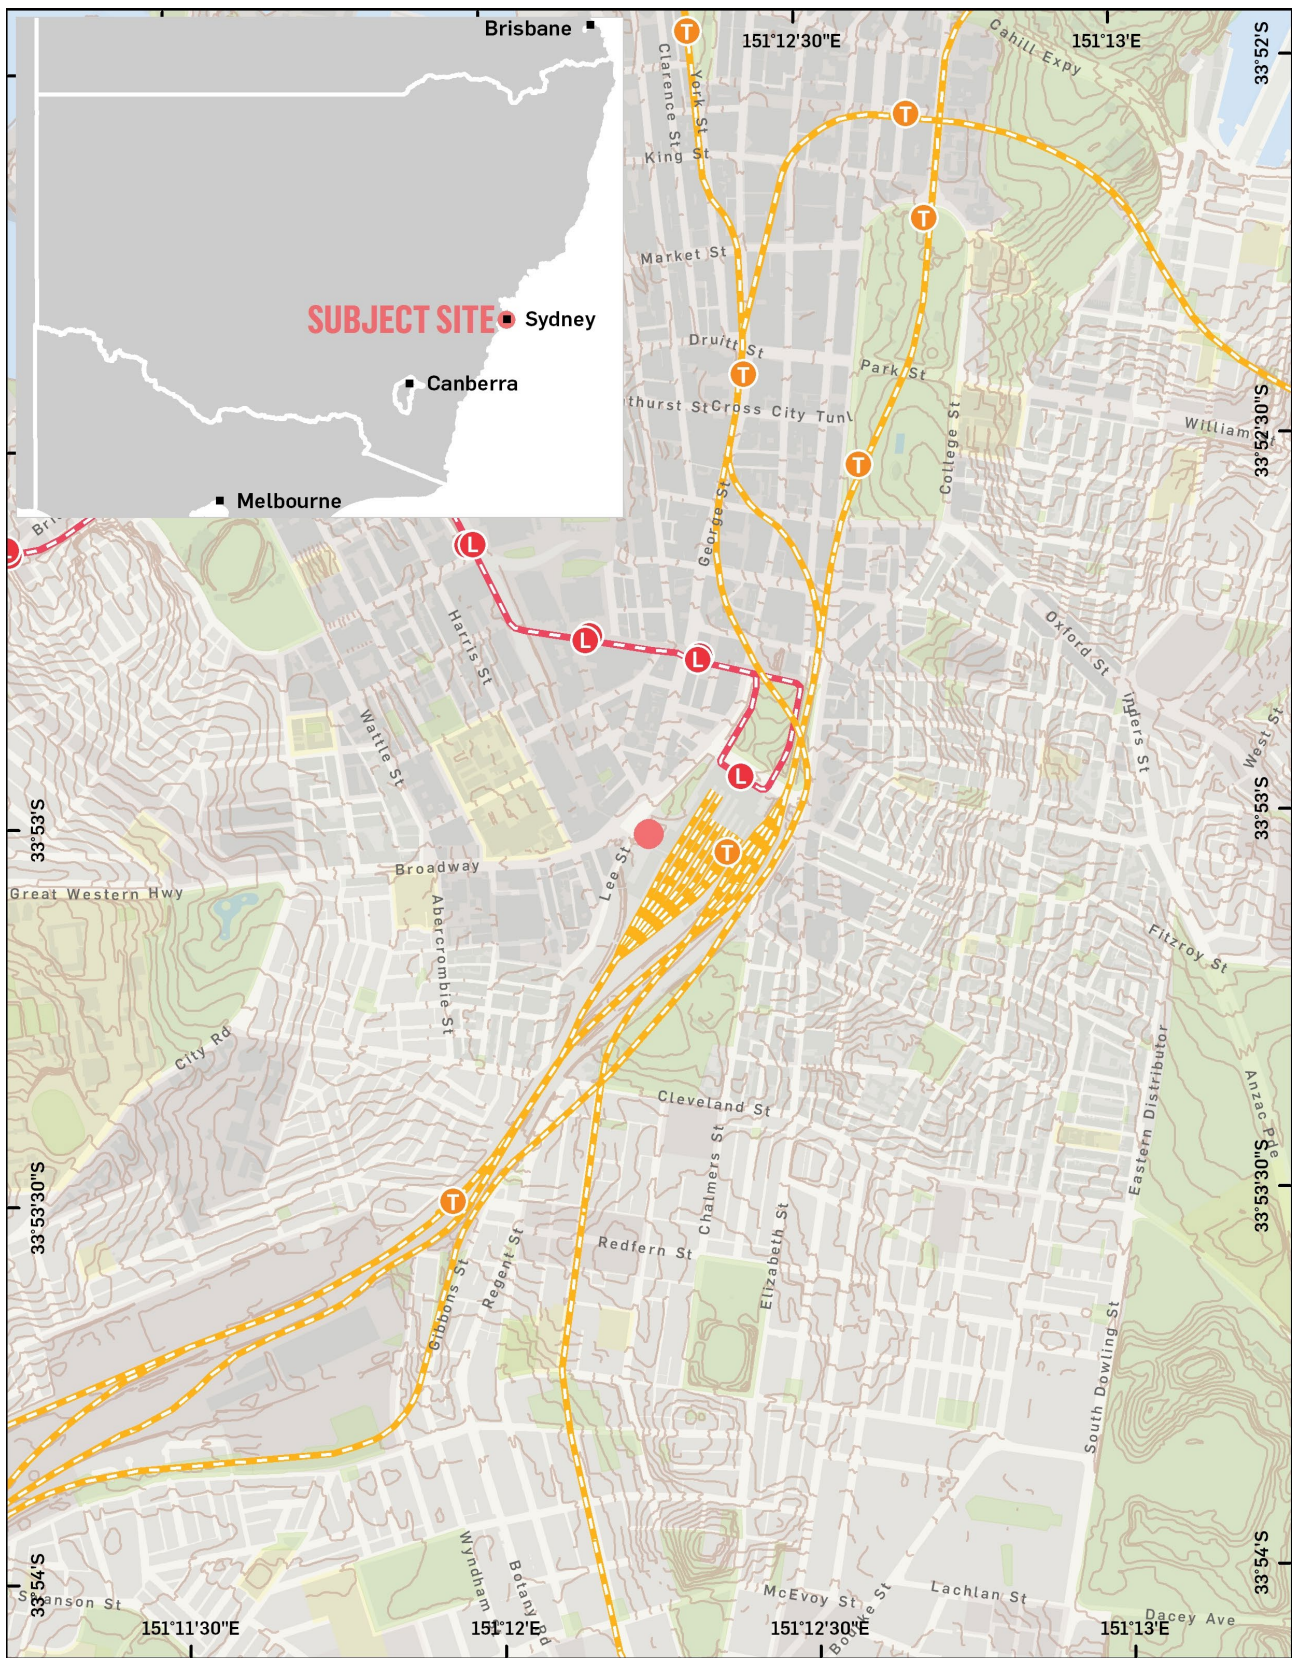 Brisbane
SUBJECT SITE
Sydney
Canberra
Melbourne
T
151°12'30"E
151°13'E
Cahill Expy
33°52'S
Clarence St
York St
T
King St
T
Market St
Druitt St
T
Park St
thurst St
Cross City Tunl
College St
William St
33°52'30"S
T
George St
Bri
L
L
Harris St
L
L
Oxford St
inders St
West St
Wattle St
L
33°53'S
33°53'S
T
Lee St
Broadway
Great Western Hwy
Abercrombie St
Fitzroy St
City Rd
Cleveland St
Eastern Distributor
Anzac Pde
Chalmers St
33°53'30"S
33°53'30"S
T
Redfern St
Elizabeth St
Regent St
Gibbons St
South Dowling St
33°54'S
33°54'S
Swanson St
Wyndham
Botany Rd
McEvoy St
Bourke St
Lachlan St
Dacey Ave
151°11'30"E
151°12'E
151°12'30"E
151°13'E